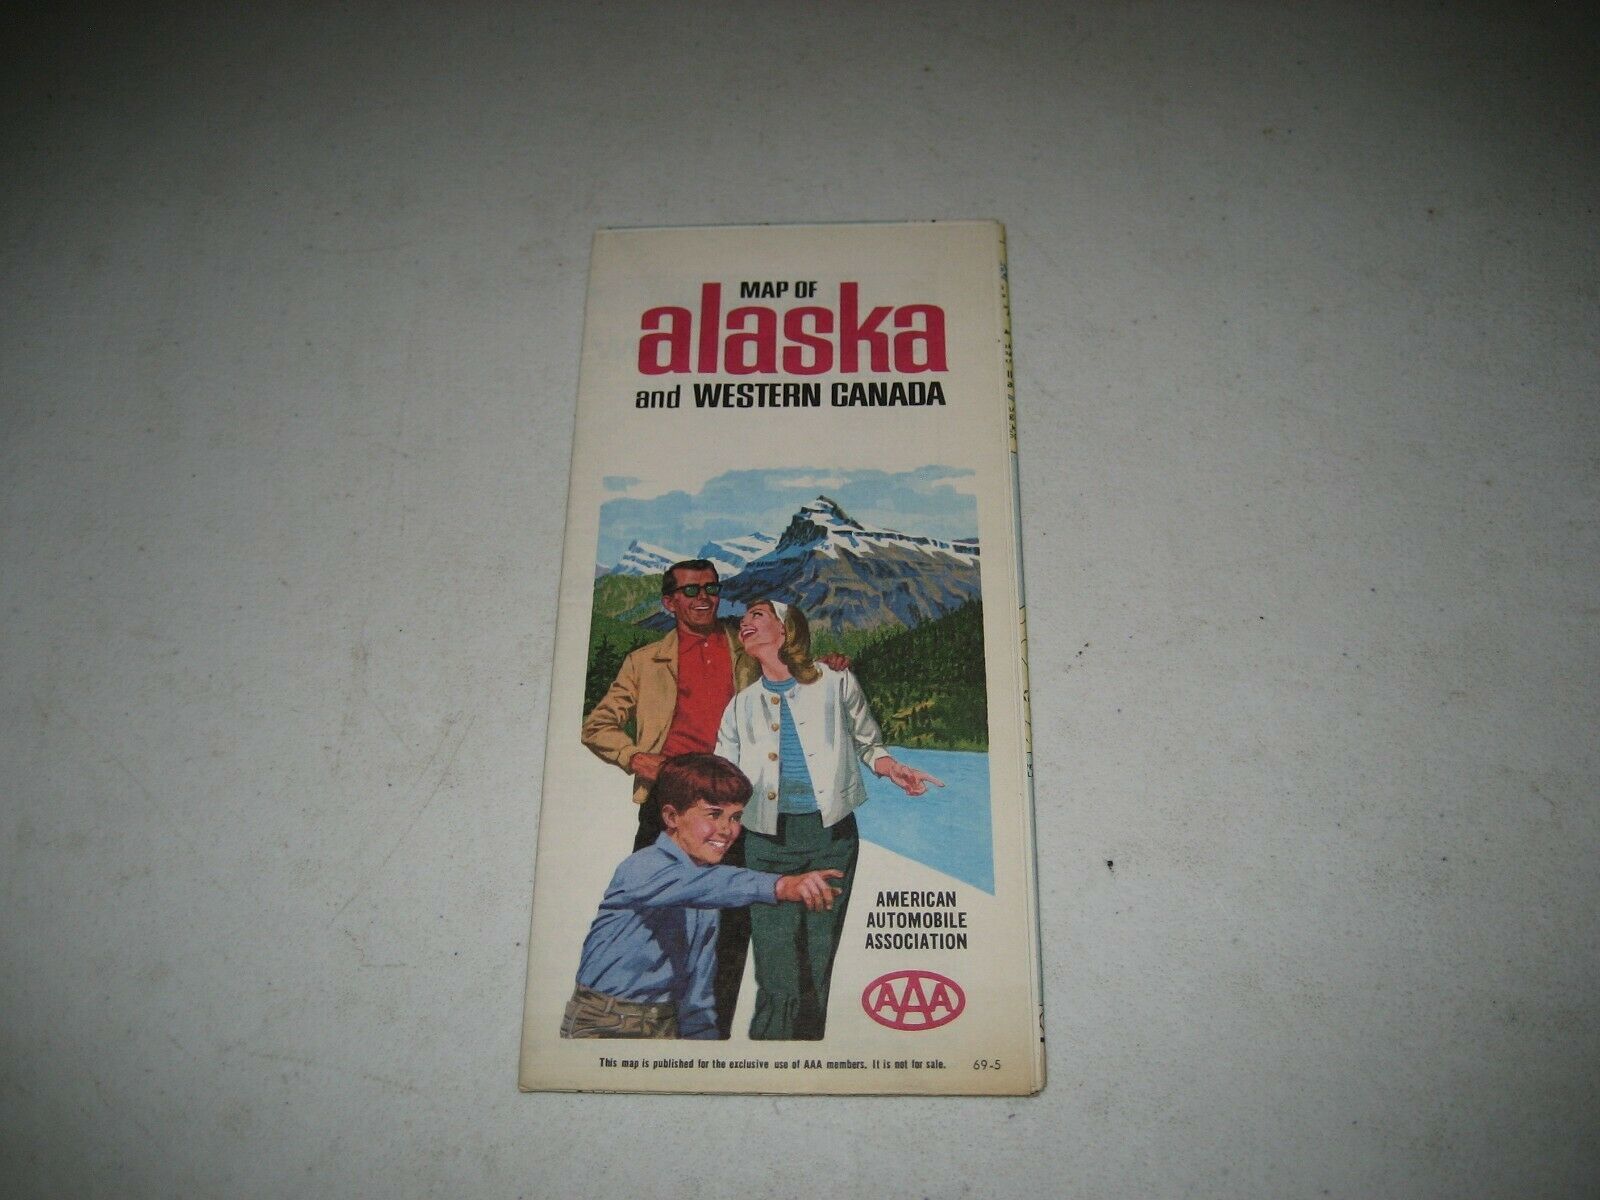 MAP OF
alaska
and WESTERN CANADA
AMERICAN
AUTOMOBILE
ASSOCIATION
AAA
This map is published for the exclusive use of AAA members. It is not for sale. 69-5